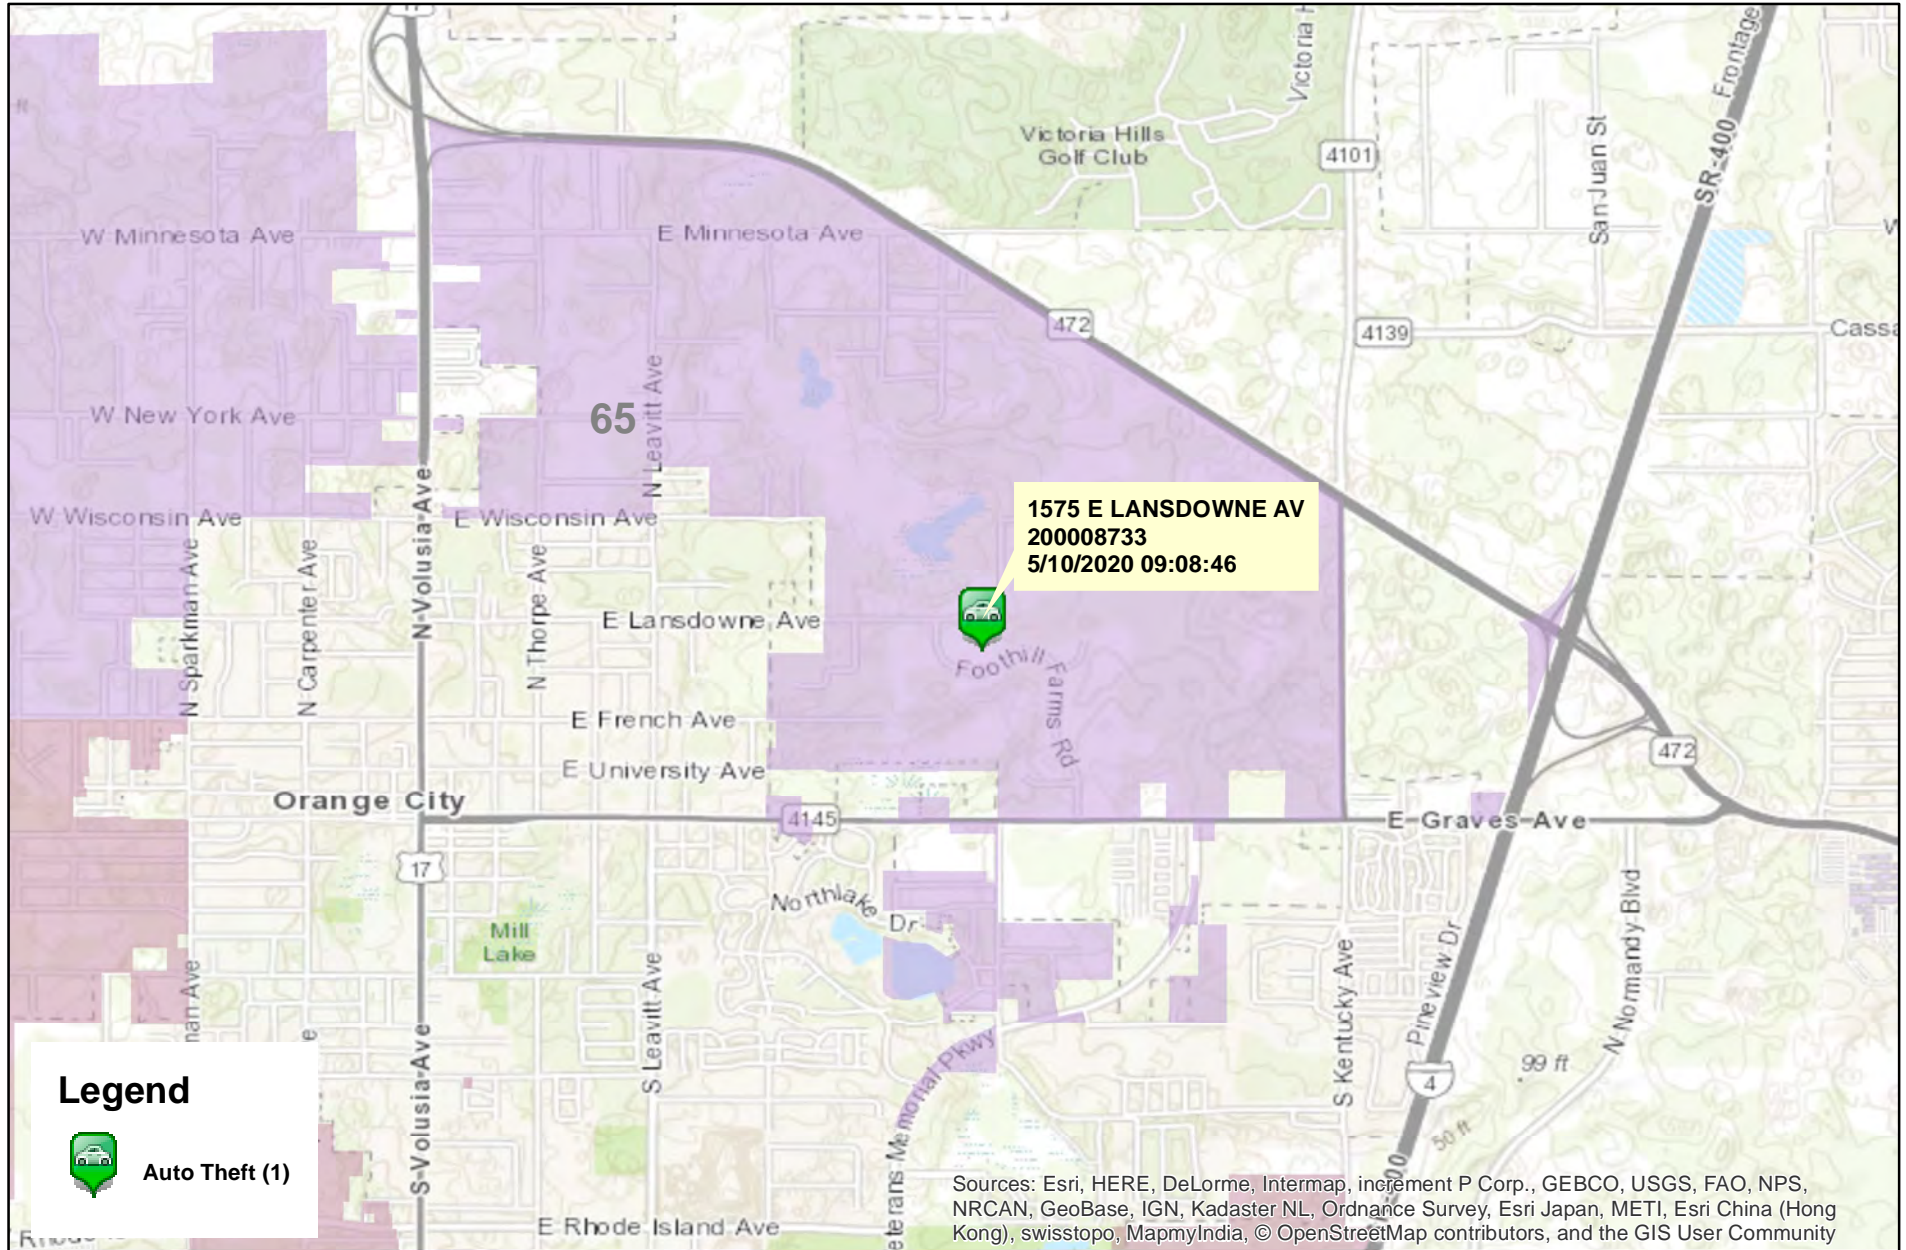 Victoria H
Frontage
SR-400
Victoria Hills
Golf Club
4101
San Juan St
W Minnesota Ave
E Minnesota Ave
472
4139
Cassa
N Leavitt Ave
W New York Ave
65
1575 E LANSDOWNE AV
200008733
5/10/2020 09:08:46
W Wisconsin Ave
E Wisconsin Ave
N Volusia Ave
N Sparkman Ave
N Carpenter Ave
N Thorpe Ave
E Lansdowne Ave
Foothill Farms Rd
E French Ave
E University Ave
472
Orange City
4145
E Graves Ave
17
Northlake Dr
Mill
Lake
man Ave
S Leavitt Ave
S Kentucky Ave
Pineview Dr
N Normandy Blvd
99 ft
4
50 ft
S Volusia Ave
eterans Memorial Pkwy
Legend
Auto Theft (1)
E Rhode Island Ave
Sources: Esri, HERE, DeLorme, Intermap, increment P Corp., GEBCO, USGS, FAO, NPS,
NRCAN, GeoBase, IGN, Kadaster NL, Ordnance Survey, Esri Japan, METI, Esri China (Hong
Kong), swisstopo, MapmyIndia, © OpenStreetMap contributors, and the GIS User Community